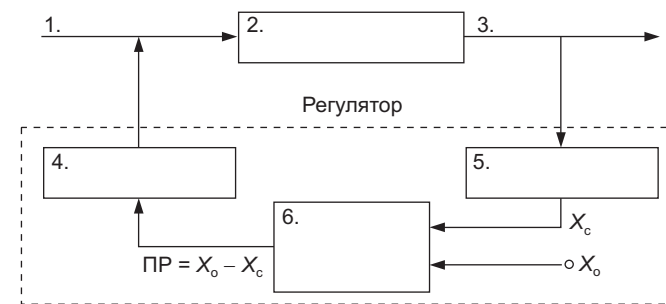 1.
2.
3.
Регулятор
4.
5.
6.
Xс
ПР = Xо – Xс
Xо